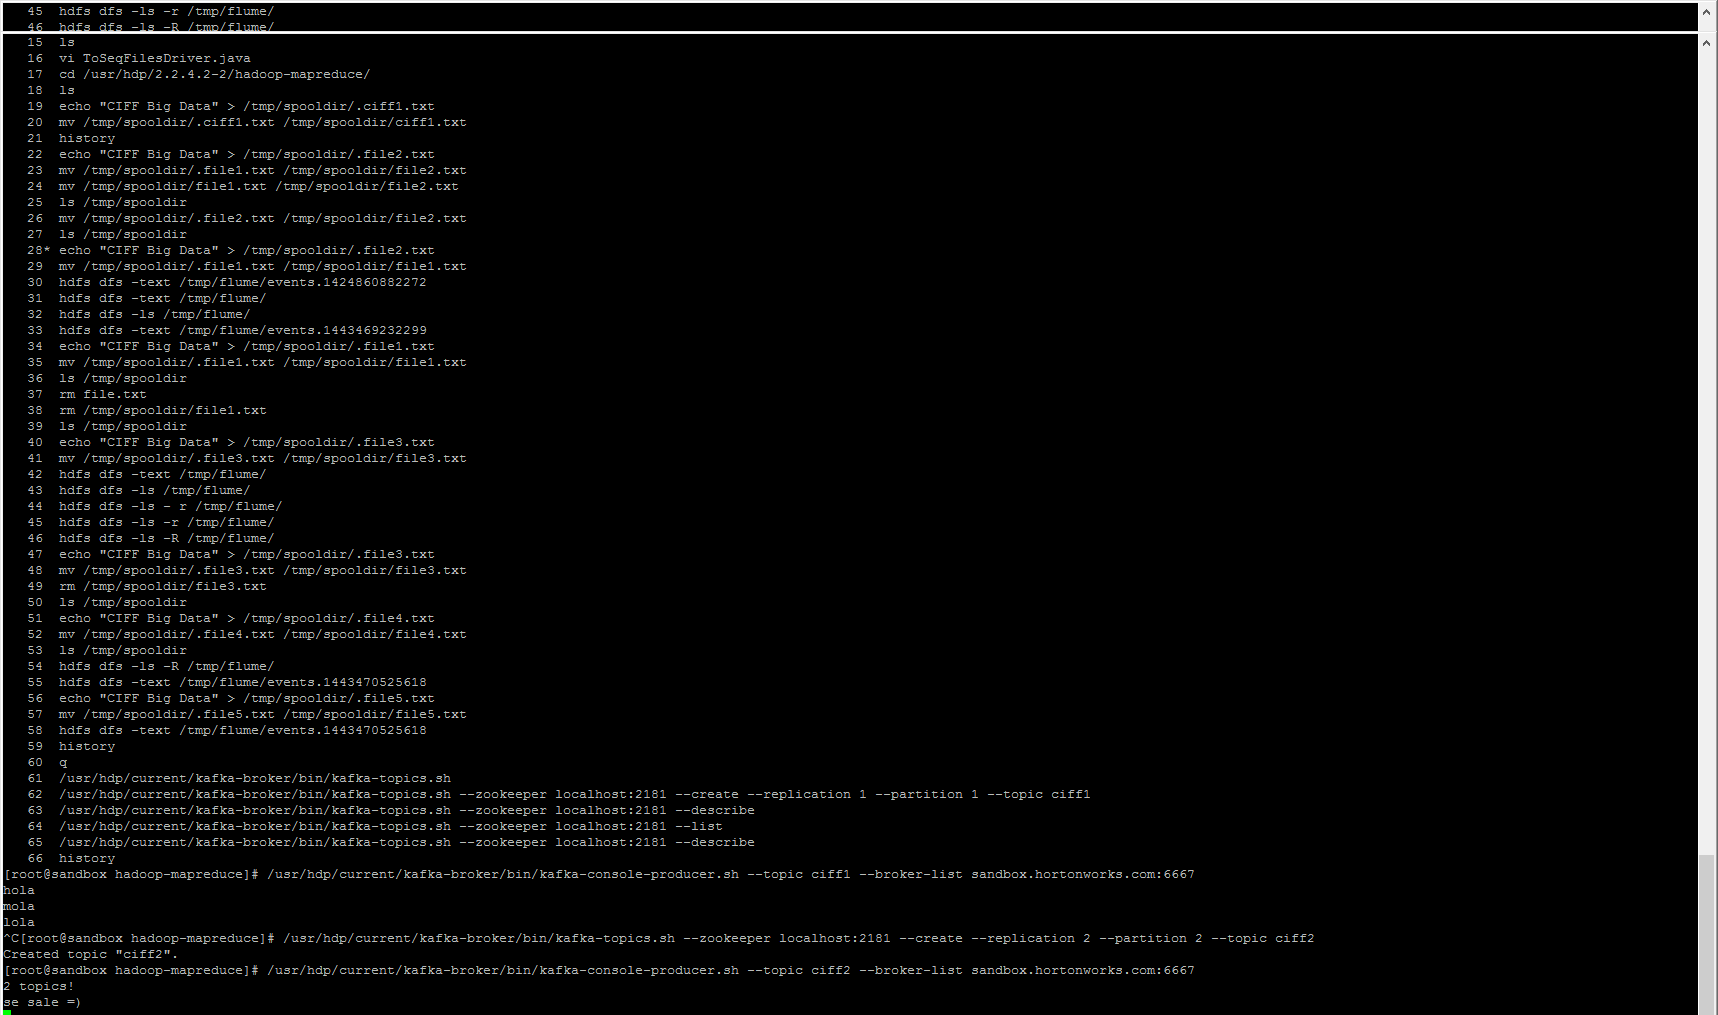 45  hdfs dfs -ls -r /tmp/flume/
46  hdfs dfs -ls -R /tmp/flume/
15  ls
16  vi ToSeqFilesDriver.java
17  cd /usr/hdp/2.2.4.2-2/hadoop-mapreduce/
18  ls
19  echo "CIFF Big Data" > /tmp/spooldir/.ciff1.txt
20  mv /tmp/spooldir/.ciff1.txt /tmp/spooldir/ciff1.txt
21  history
22  echo "CIFF Big Data" > /tmp/spooldir/.file2.txt
23  mv /tmp/spooldir/.file1.txt /tmp/spooldir/file2.txt
24  mv /tmp/spooldir/file1.txt /tmp/spooldir/file2.txt
25  ls /tmp/spooldir
26  mv /tmp/spooldir/.file2.txt /tmp/spooldir/file2.txt
27  ls /tmp/spooldir
28* echo "CIFF Big Data" > /tmp/spooldir/.file2.txt
29  mv /tmp/spooldir/.file1.txt /tmp/spooldir/file1.txt
30  hdfs dfs -text /tmp/flume/events.1424860882272
31  hdfs dfs -text /tmp/flume/
32  hdfs dfs -ls /tmp/flume/
33  hdfs dfs -text /tmp/flume/events.1443469232299
34  echo "CIFF Big Data" > /tmp/spooldir/.file1.txt
35  mv /tmp/spooldir/.file1.txt /tmp/spooldir/file1.txt
36  ls /tmp/spooldir
37  rm file.txt
38  rm /tmp/spooldir/file1.txt
39  ls /tmp/spooldir
40  echo "CIFF Big Data" > /tmp/spooldir/.file3.txt
41  mv /tmp/spooldir/.file3.txt /tmp/spooldir/file3.txt
42  hdfs dfs -text /tmp/flume/
43  hdfs dfs -ls /tmp/flume/
44  hdfs dfs -ls - r /tmp/flume/
45  hdfs dfs -ls -r /tmp/flume/
46  hdfs dfs -ls -R /tmp/flume/
47  echo "CIFF Big Data" > /tmp/spooldir/.file3.txt
48  mv /tmp/spooldir/.file3.txt /tmp/spooldir/file3.txt
49  rm /tmp/spooldir/file3.txt
50  ls /tmp/spooldir
51  echo "CIFF Big Data" > /tmp/spooldir/.file4.txt
52  mv /tmp/spooldir/.file4.txt /tmp/spooldir/file4.txt
53  ls /tmp/spooldir
54  hdfs dfs -ls -R /tmp/flume/
55  hdfs dfs -text /tmp/flume/events.1443470525618
56  echo "CIFF Big Data" > /tmp/spooldir/.file5.txt
57  mv /tmp/spooldir/.file5.txt /tmp/spooldir/file5.txt
58  hdfs dfs -text /tmp/flume/events.1443470525618
59  history
60  q
61  /usr/hdp/current/kafka-broker/bin/kafka-topics.sh
62  /usr/hdp/current/kafka-broker/bin/kafka-topics.sh --zookeeper localhost:2181 --create --replication 1 --partition 1 --topic ciff1
63  /usr/hdp/current/kafka-broker/bin/kafka-topics.sh --zookeeper localhost:2181 --describe
64  /usr/hdp/current/kafka-broker/bin/kafka-topics.sh --zookeeper localhost:2181 --list
65  /usr/hdp/current/kafka-broker/bin/kafka-topics.sh --zookeeper localhost:2181 --describe
66  history
[root@sandbox hadoop-mapreduce]# /usr/hdp/current/kafka-broker/bin/kafka-console-producer.sh --topic ciff1 --broker-list sandbox.hortonworks.com:6667
hola
mola
lola
^C[root@sandbox hadoop-mapreduce]# /usr/hdp/current/kafka-broker/bin/kafka-topics.sh --zookeeper localhost:2181 --create --replication 2 --partition 2 --topic ciff2
Created topic "ciff2".
[root@sandbox hadoop-mapreduce]# /usr/hdp/current/kafka-broker/bin/kafka-console-producer.sh --topic ciff2 --broker-list sandbox.hortonworks.com:6667
2 topics!
se sale =)